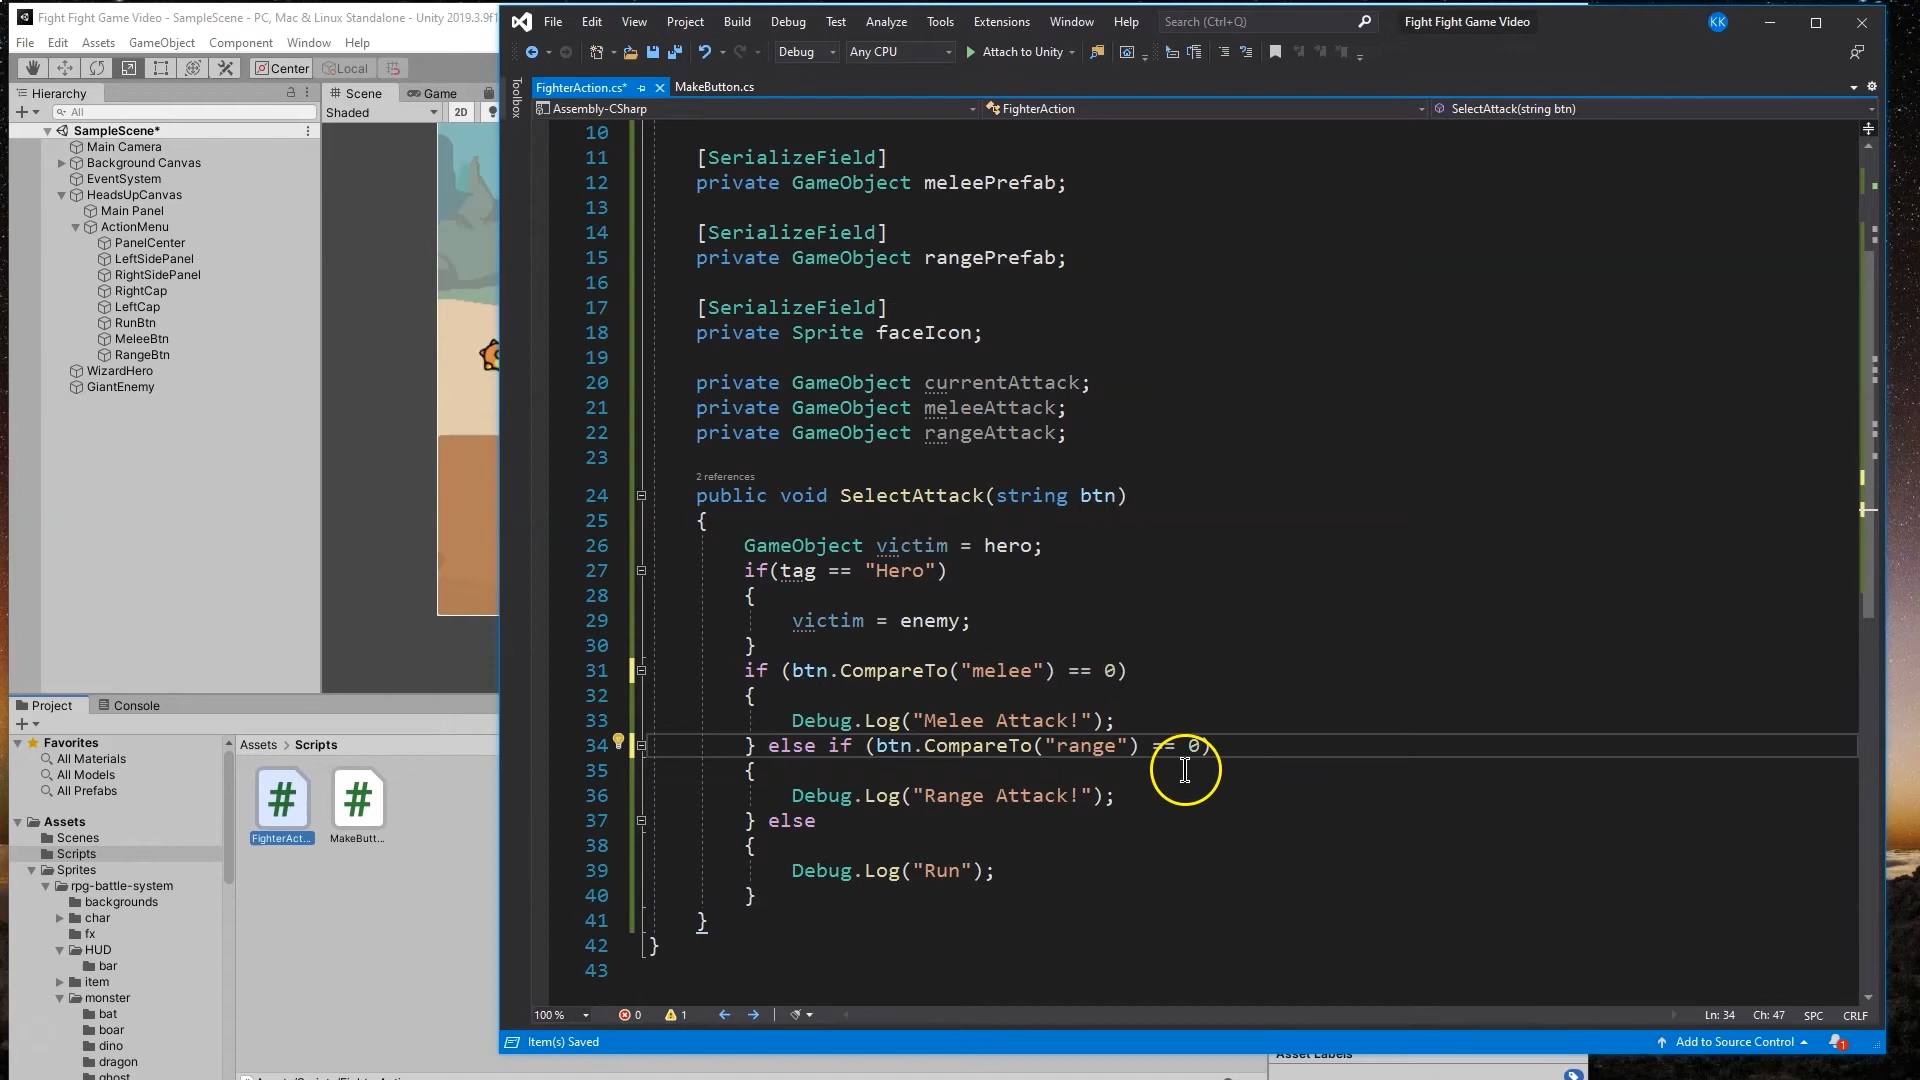 Fight Fight Game Video - SampleScene - PC, Mac & Linux Standalone - Unity 2019.3.9f1
File Edit Assets GameObject Component Window Help
Center Local
Hierarchy
All
SampleScene*
Main Camera
Background Canvas
EventSystem
HeadsUpCanvas
Main Panel
ActionMenu
PanelCenter
LeftSidePanel
RightSidePanel
RightCap
LeftCap
RunBtn
MeleeBtn
RangeBtn
WizardHero
GiantEnemy
Scene Game
Shaded 2D
Project Console
Favorites
All Materials
All Models
All Prefabs
Assets
Scenes
Scripts
Sprites
rpg-battle-system
backgrounds
char
fx
HUD
bar
item
monster
bat
boar
dino
dragon
ghost
Assets > Scripts
FighterAct...
MakeButt...
File Edit View Project Build Debug Test Analyze Tools Extensions Window Help
Search (Ctrl+Q)
Fight Fight Game Video
KK
Debug Any CPU Attach to Unity
Toolbox
FighterAction.cs* MakeButton.cs
Assembly-CSharp FighterAction SelectAttack(string btn)
10
11 [SerializeField]
12 private GameObject meleePrefab;
13
14 [SerializeField]
15 private GameObject rangePrefab;
16
17 [SerializeField]
18 private Sprite faceIcon;
19
20 private GameObject currentAttack;
21 private GameObject meleeAttack;
22 private GameObject rangeAttack;
23
2 references
24 public void SelectAttack(string btn)
25 {
26 GameObject victim = hero;
27 if(tag == "Hero")
28 {
29 victim = enemy;
30 }
31 if (btn.CompareTo("melee") == 0)
32 {
33 Debug.Log("Melee Attack!");
34 } else if (btn.CompareTo("range") == 0)
35 {
36 Debug.Log("Range Attack!");
37 } else
38 {
39 Debug.Log("Run");
40 }
41 }
42 }
43
100 % 0 1 Ln: 34 Ch: 47 SPC CRLF
Item(s) Saved Add to Source Control 1
Asset Labels